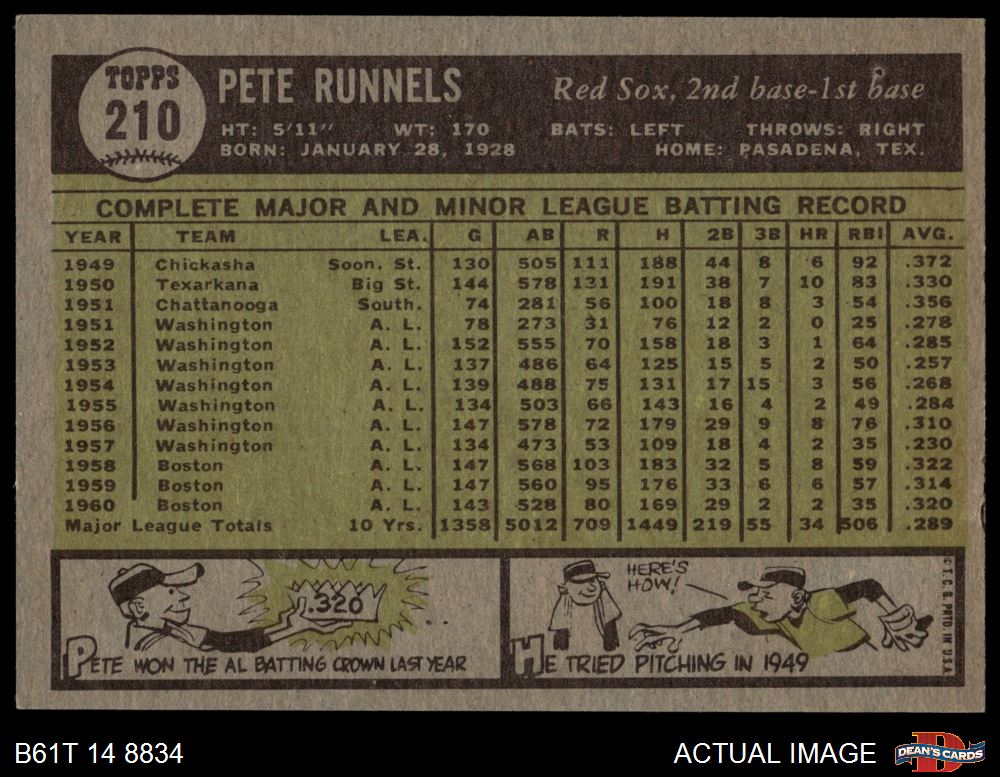 TOPPS
210
PETE RUNNELS
Red Sox, 2nd base-1st base
HT: 5'11" WT: 170 BATS: LEFT THROWS: RIGHT
BORN: JANUARY 28, 1928 HOME: PASADENA, TEX.
COMPLETE MAJOR AND MINOR LEAGUE BATTING RECORD
YEAR TEAM LEA. G AB R H 2B 3B HR RBI AVG.
1949 Chickasha Soon. St. 130 505 111 188 44 8 6 92 .372
1950 Texarkana Big St. 144 578 131 191 38 7 10 83 .330
1951 Chattanooga South. 74 281 56 100 18 8 3 54 .356
1951 Washington A. L. 78 273 31 76 12 2 0 25 .278
1952 Washington A. L. 152 555 70 158 18 3 1 64 .285
1953 Washington A. L. 137 486 64 125 15 5 2 50 .257
1954 Washington A. L. 139 488 75 131 17 15 3 56 .268
1955 Washington A. L. 134 503 66 143 16 4 2 49 .284
1956 Washington A. L. 147 578 72 179 29 9 8 76 .310
1957 Washington A. L. 134 473 53 109 18 4 2 35 .230
1958 Boston A. L. 147 568 103 183 32 5 8 59 .322
1959 Boston A. L. 147 560 95 176 33 6 6 57 .314
1960 Boston A. L. 143 528 80 169 29 2 2 35 .320
Major League Totals 10 Yrs. 1358 5012 709 1449 219 55 34 506 .289
.320
PETE WON THE AL BATTING CROWN LAST YEAR
HERE'S
HOW!
HE TRIED PITCHING IN 1949
©T. C. G. PRTD. IN U.S.A.
B61T 14 8834
ACTUAL IMAGE
DEAN'S CARDS